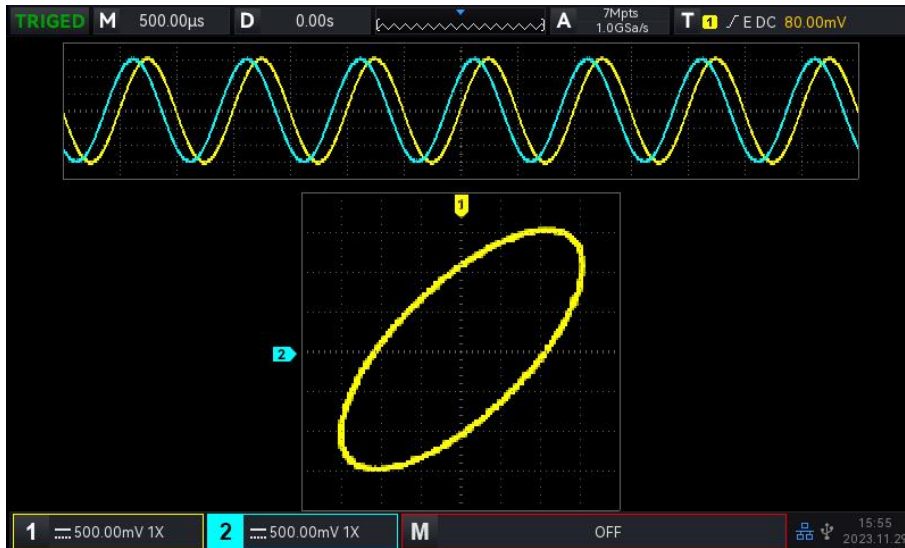 TRIGED M 500.00µs D 0.00s A 7Mpts T 1 E DC 80.00mV
1.0GSa/s
1
2
1 500.00mV 1X 2 500.00mV 1X M OFF 15:55
2023.11.29